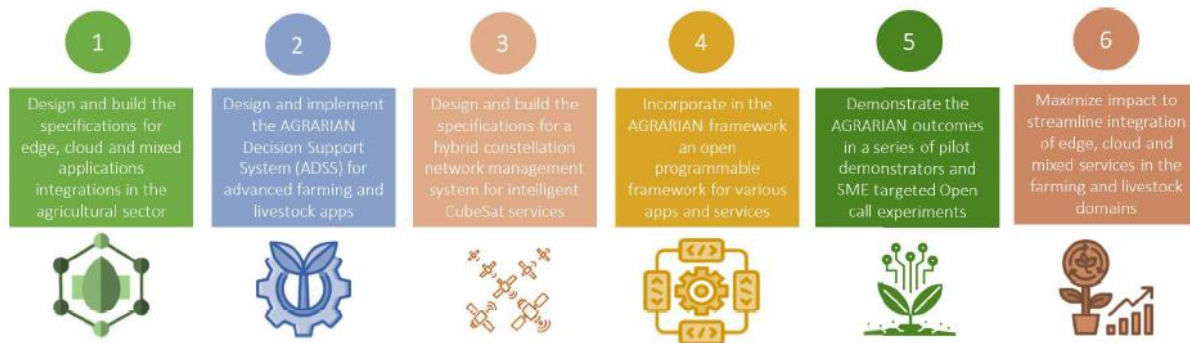 1
Design and build the
specifications for
edge, cloud and mixed
applications
integrations in the
agricultural sector
2
Design and implement
the AGRARIAN
Decision Support
System (ADSS) for
advanced farming and
livestock apps
3
Design and build the
specifications for a
hybrid constellation
network management
system for intelligent
CubeSat services
4
Incorporate in the
AGRARIAN framework
an open
programmable
framework for various
apps and services
5
Demonstrate the
AGRARIAN outcomes
in a series of pilot
demonstrators and
SME targeted Open
call experiments
6
Maximize impact to
streamline integration
of edge, cloud and
mixed services in the
farming and livestock
domains